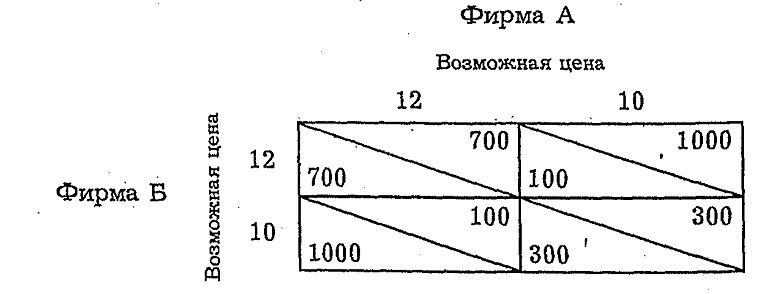 Фирма А
Возможная цена
12 10
Фирма Б
Возможная цена
12
700 1000
700 100
10
100 300
1000 300